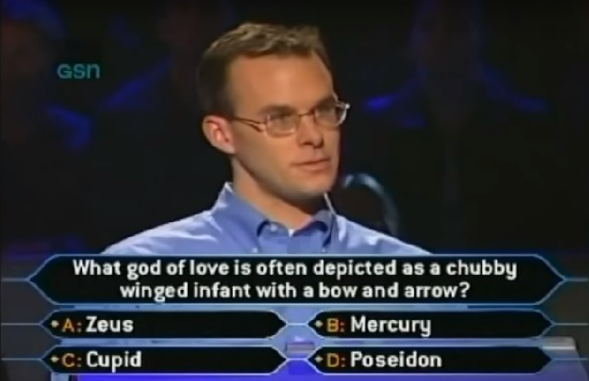 GSN
What god of love is often depicted as a chubby
winged infant with a bow and arrow?
A: Zeus
B: Mercury
C: Cupid
D: Poseidon